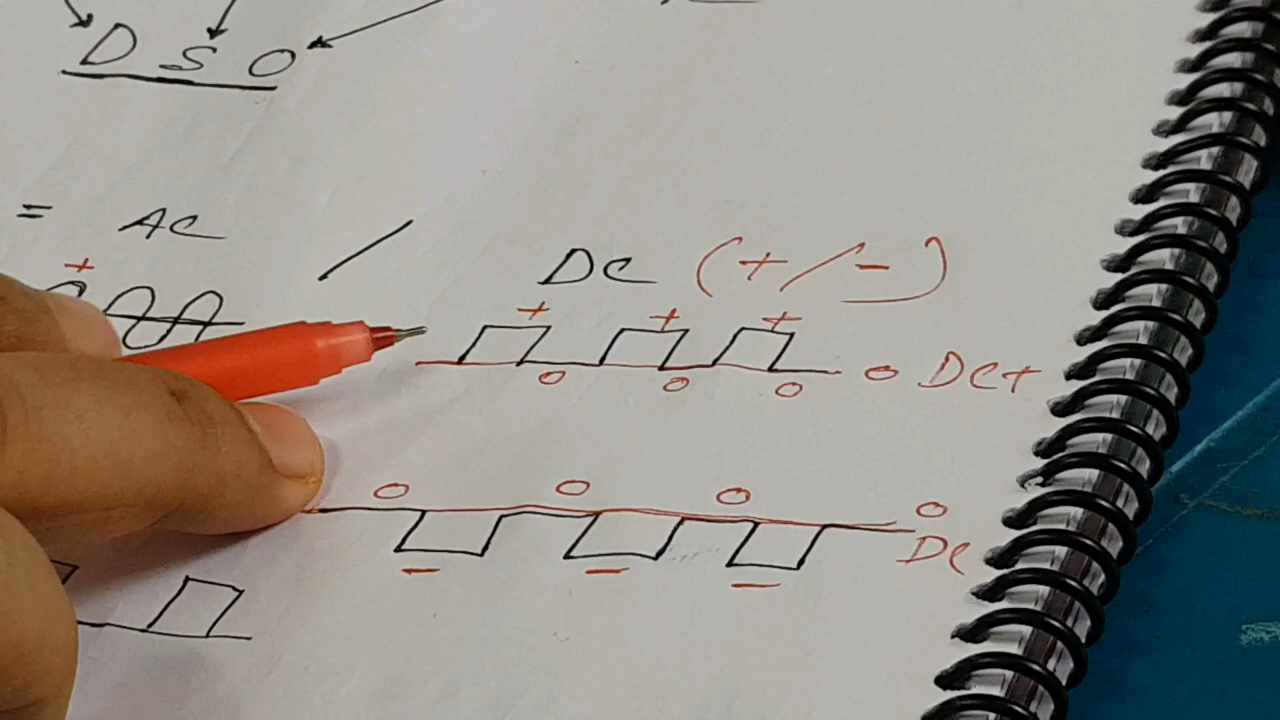 DSO
= AC / DC (+/-)
+ + + +
0 0 0 0 DC+
0 0 0 0
DC
- - -